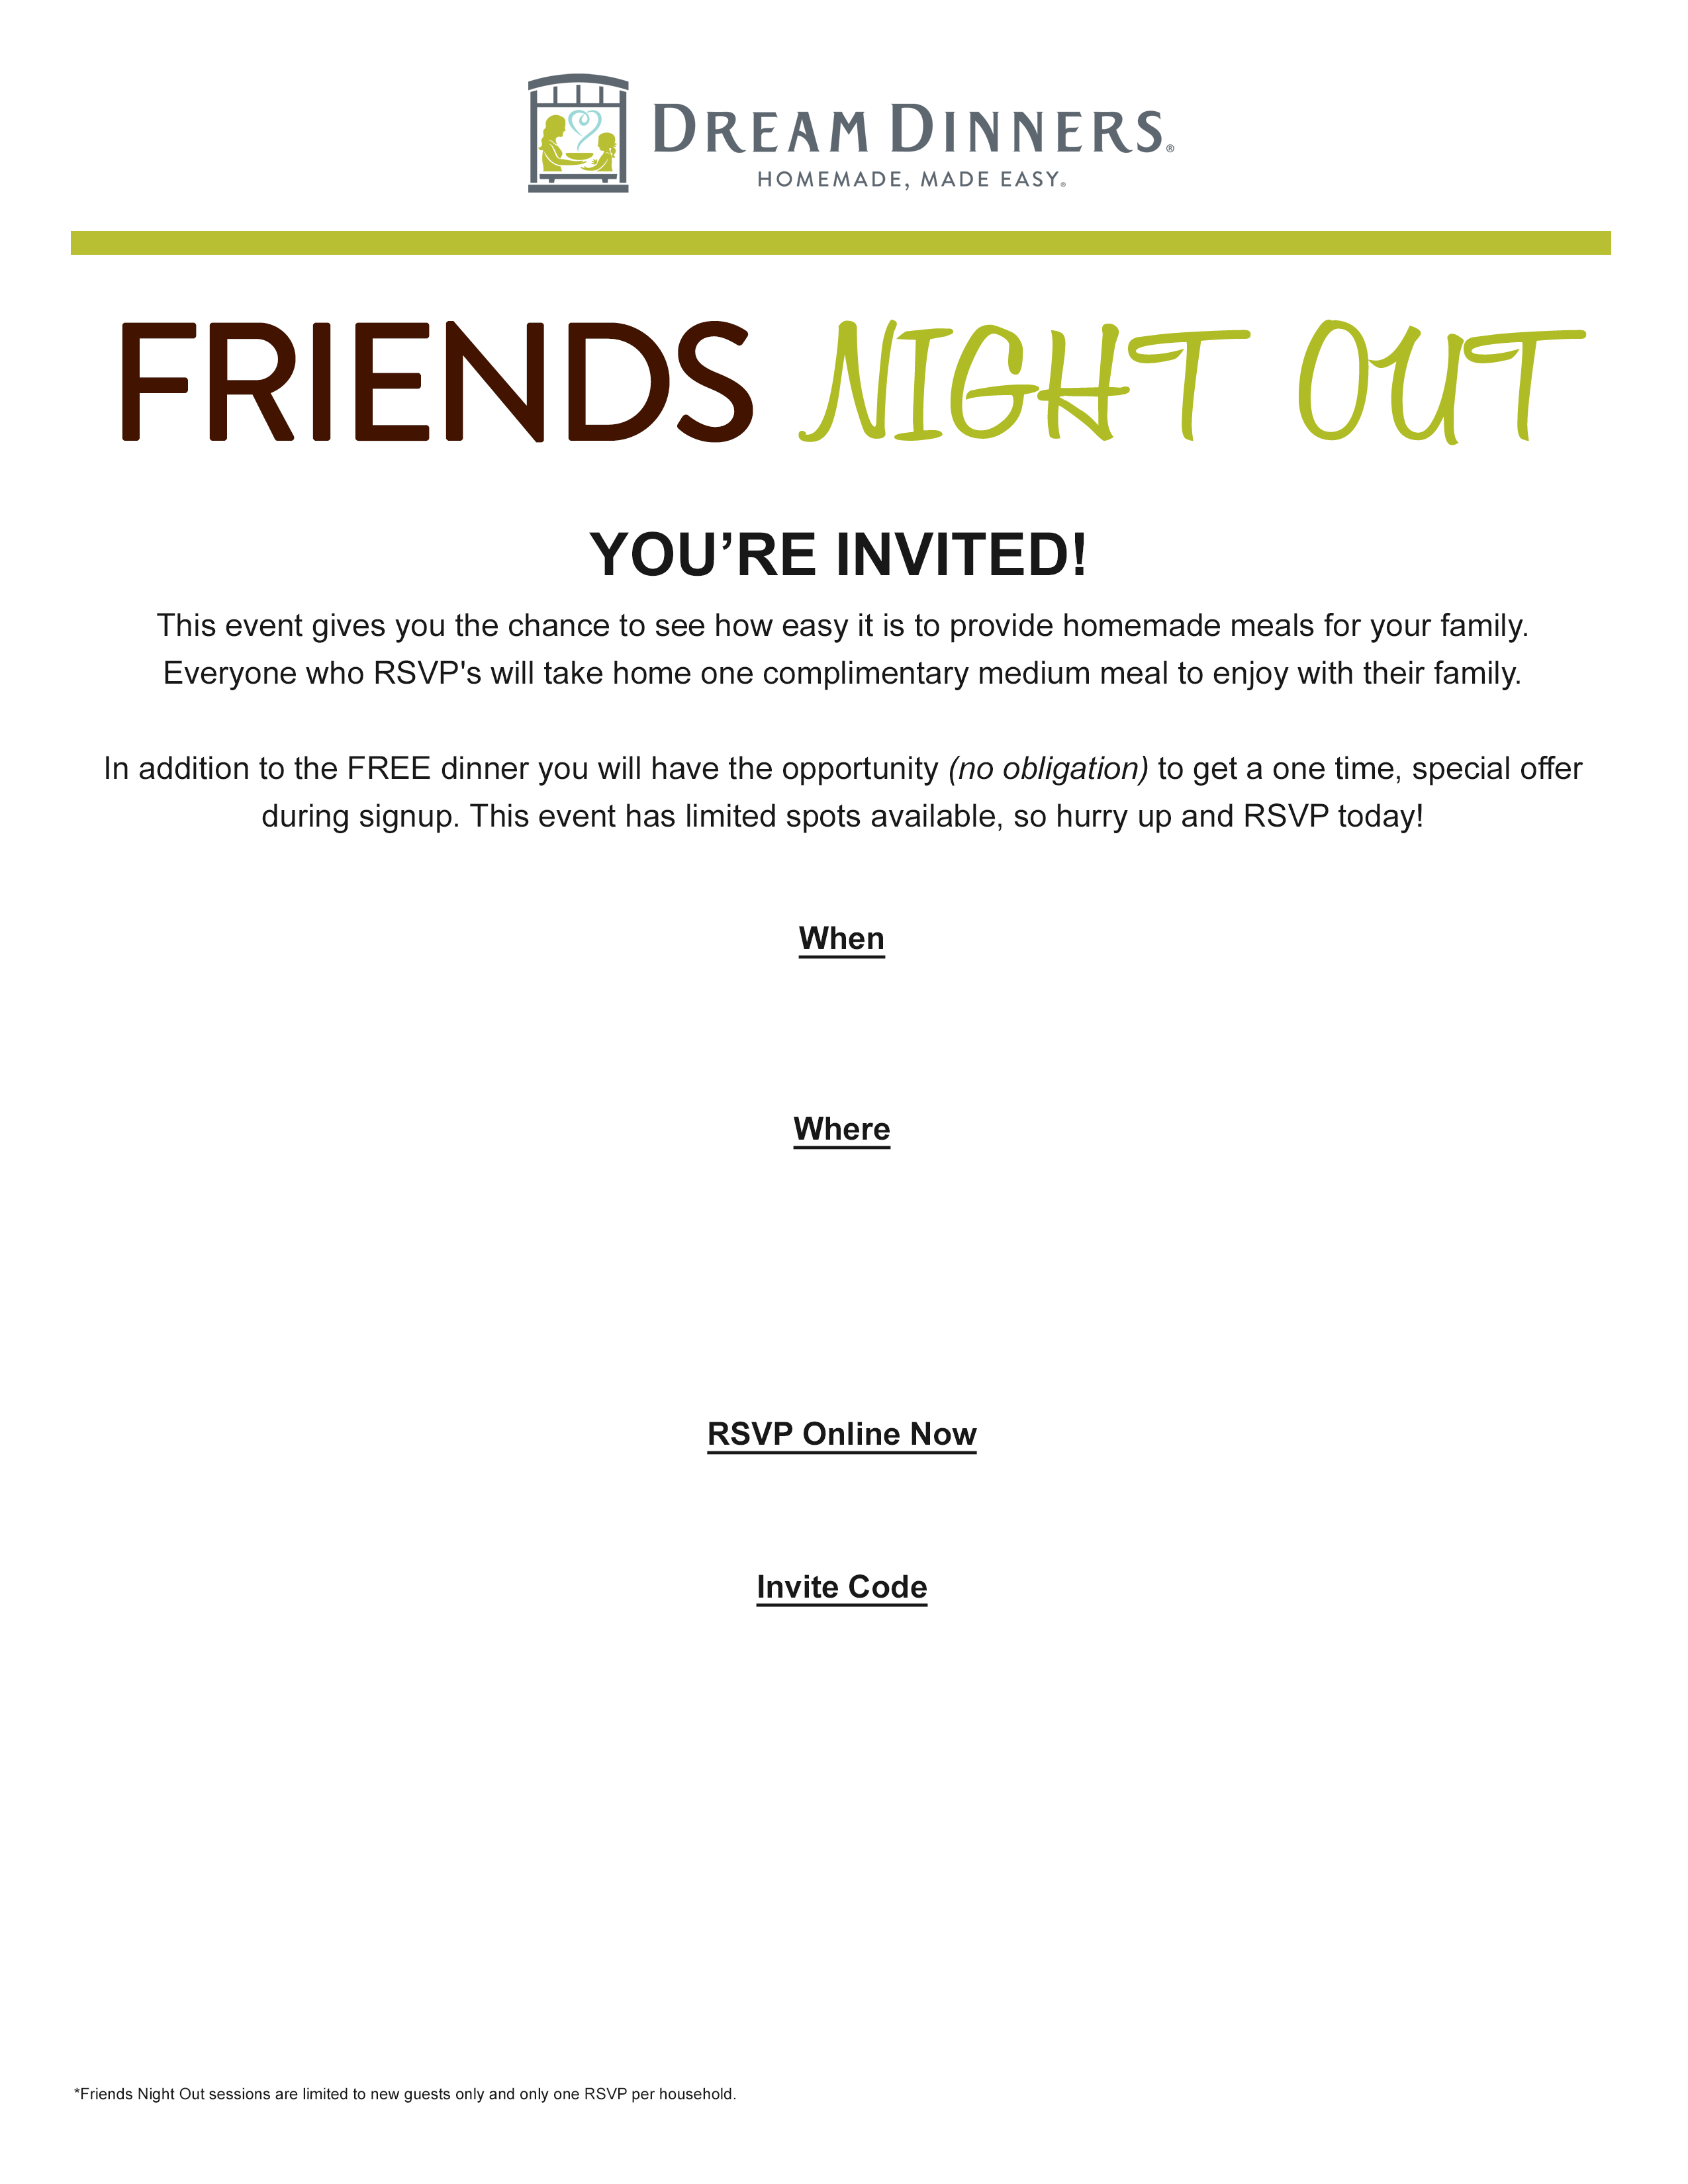 DREAM DINNERS®
HOMEMADE, MADE EASY®
FRIENDS NIGHT OUT
YOU’RE INVITED!
This event gives you the chance to see how easy it is to provide homemade meals for your family.
Everyone who RSVP's will take home one complimentary medium meal to enjoy with their family.
In addition to the FREE dinner you will have the opportunity (no obligation) to get a one time, special offer
during signup. This event has limited spots available, so hurry up and RSVP today!
When
Where
RSVP Online Now
Invite Code
*Friends Night Out sessions are limited to new guests only and only one RSVP per household.